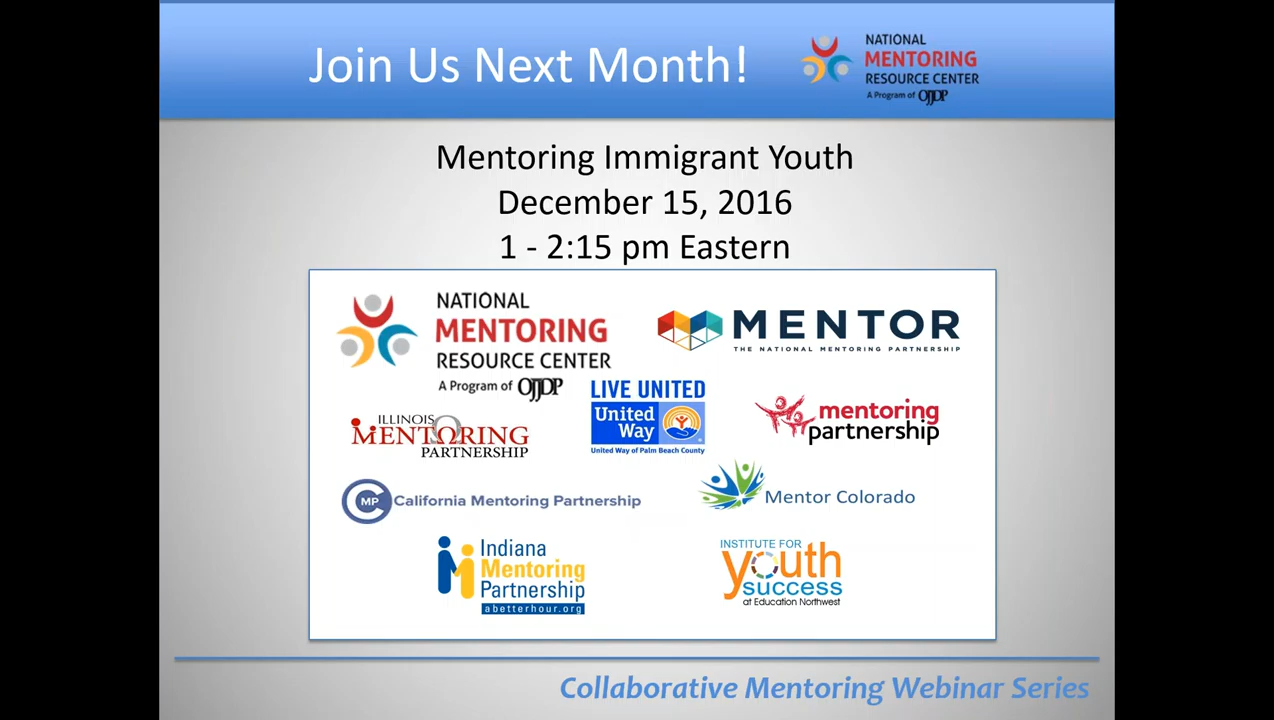 Join Us Next Month!
NATIONAL
MENTORING
RESOURCE CENTER
A Program of OJJDP
Mentoring Immigrant Youth
December 15, 2016
1 - 2:15 pm Eastern
NATIONAL
MENTORING
RESOURCE CENTER
A Program of OJJDP
MENTOR
THE NATIONAL MENTORING PARTNERSHIP
ILLINOIS
MENTORING
PARTNERSHIP
LIVE UNITED
United
Way
United Way of Palm Beach County
mentoring
partnership
CMP
California Mentoring Partnership
Mentor Colorado
Indiana
Mentoring
Partnership
abetterhour.org
INSTITUTE FOR
youth
success
at Education Northwest
Collaborative Mentoring Webinar Series